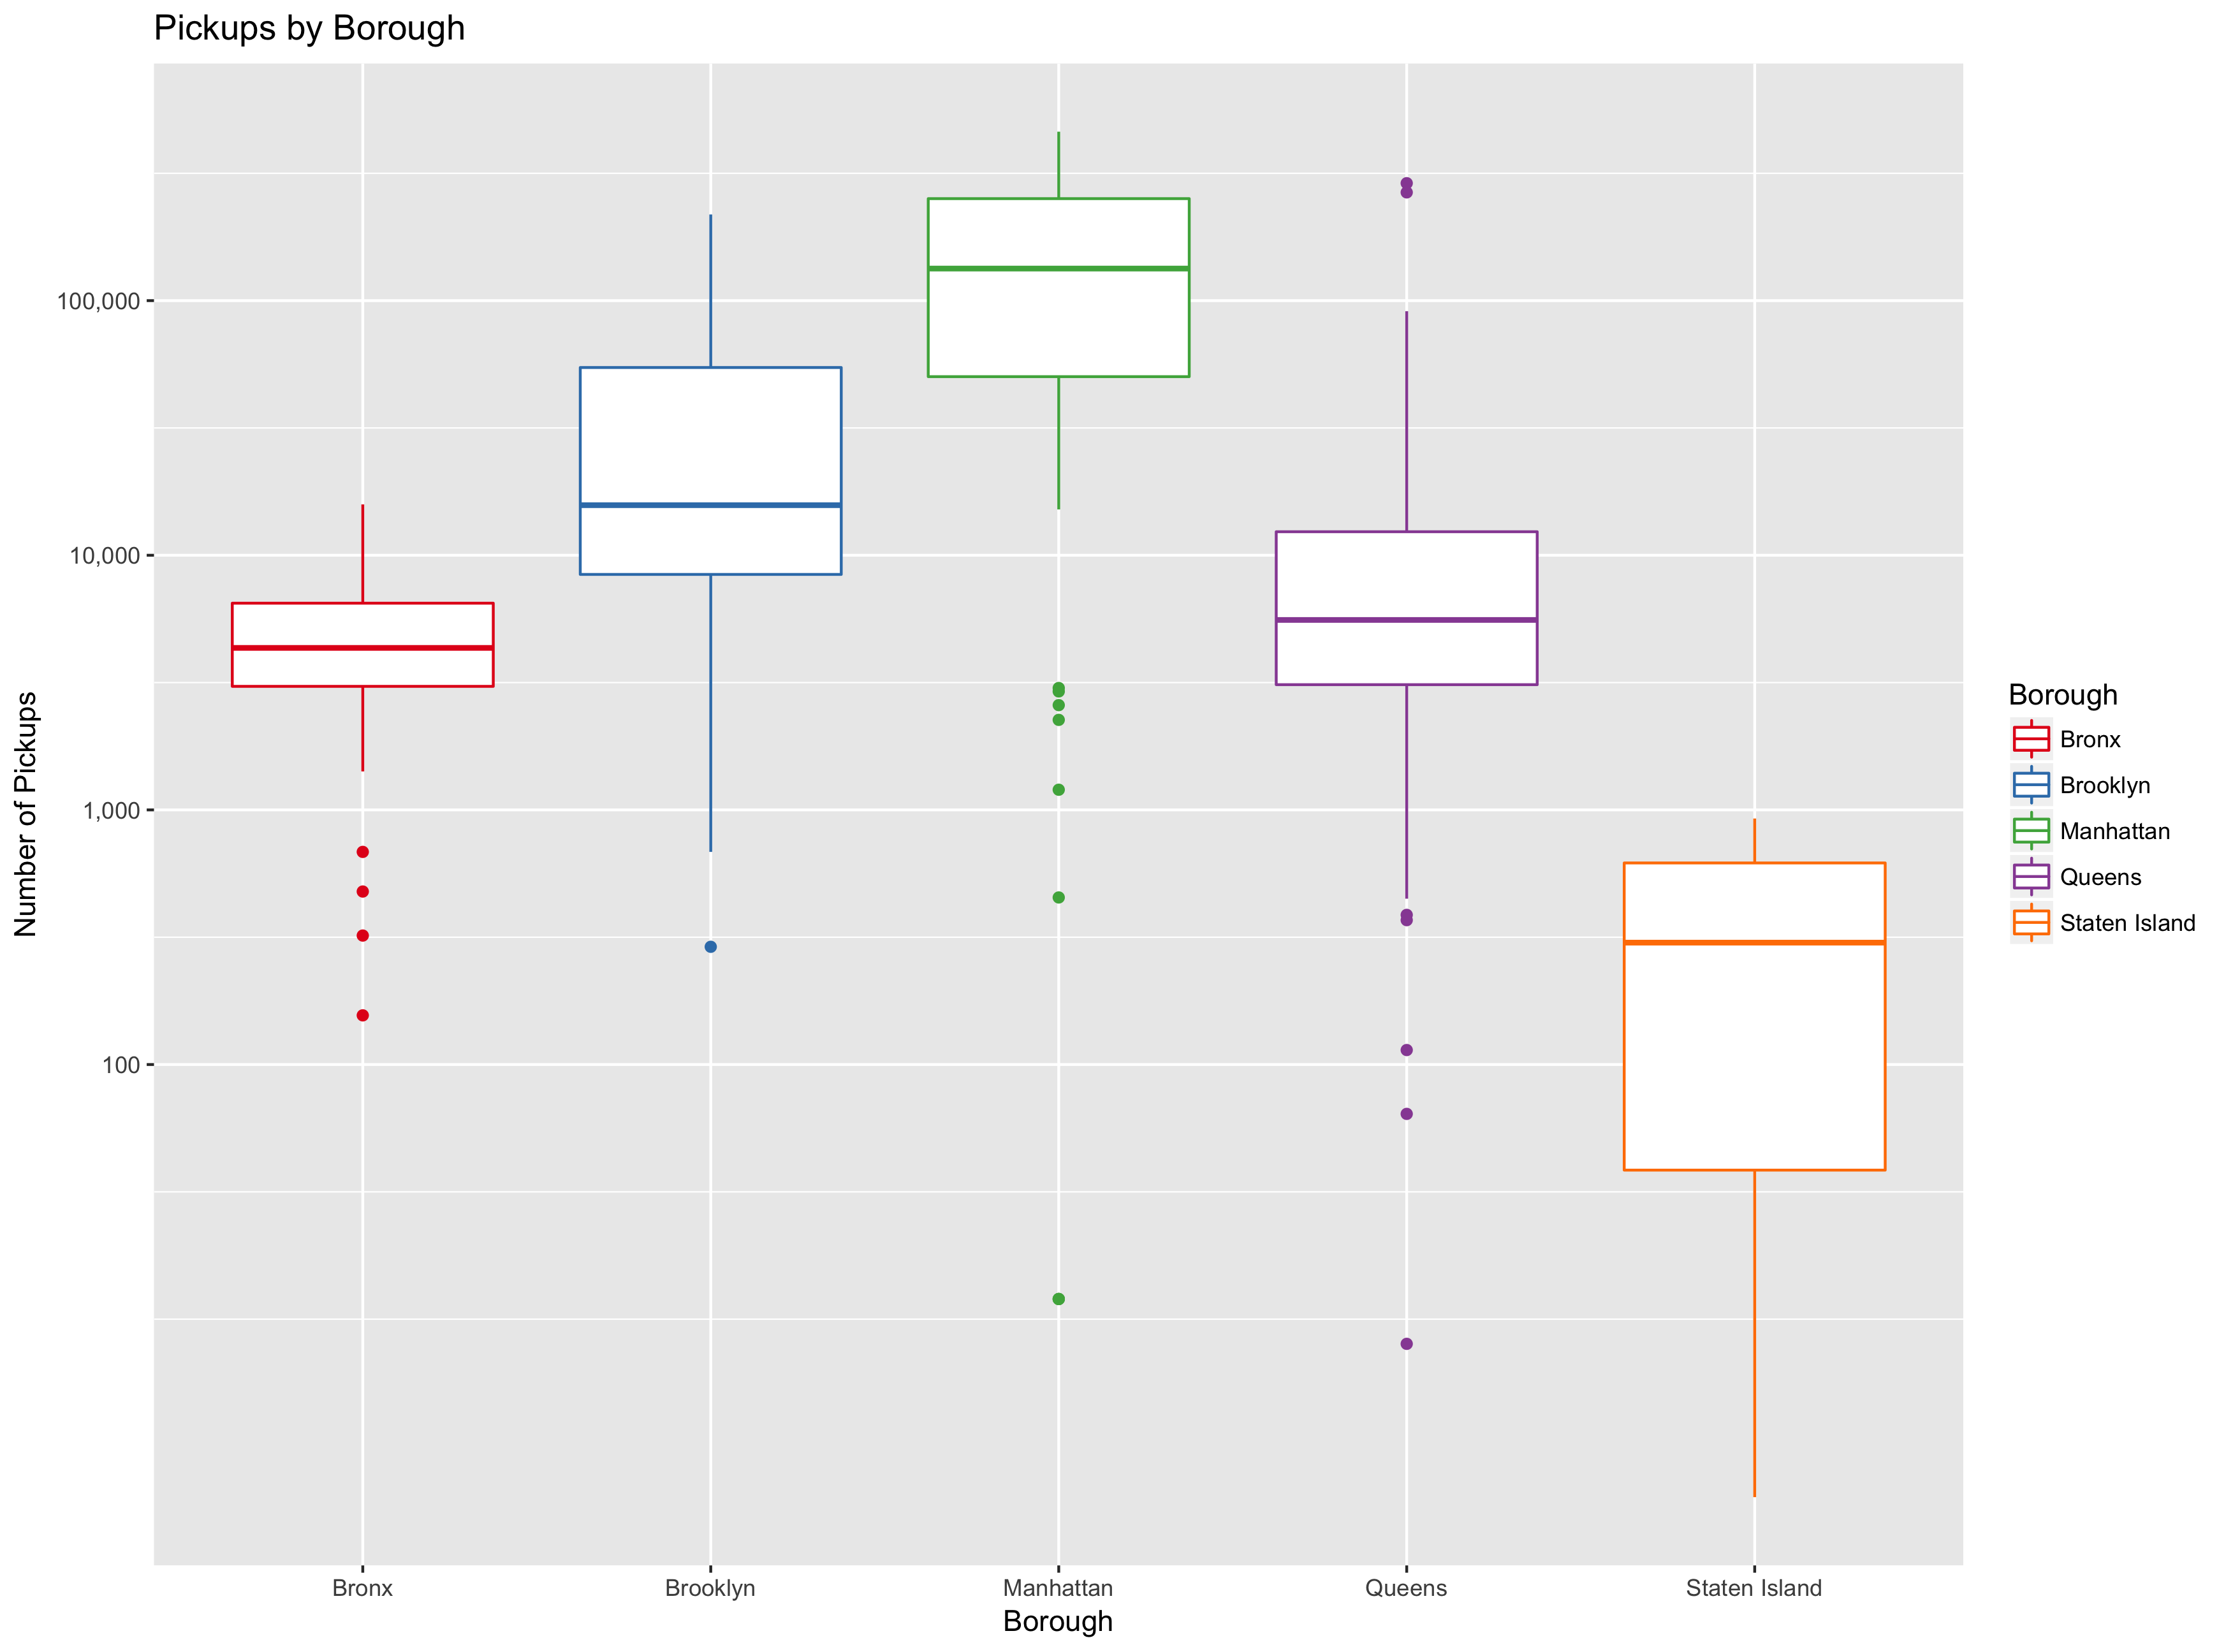 Pickups by Borough
Number of Pickups
100,000
10,000
1,000
100
Bronx
Brooklyn
Manhattan
Queens
Staten Island
Borough
Borough
Bronx
Brooklyn
Manhattan
Queens
Staten Island